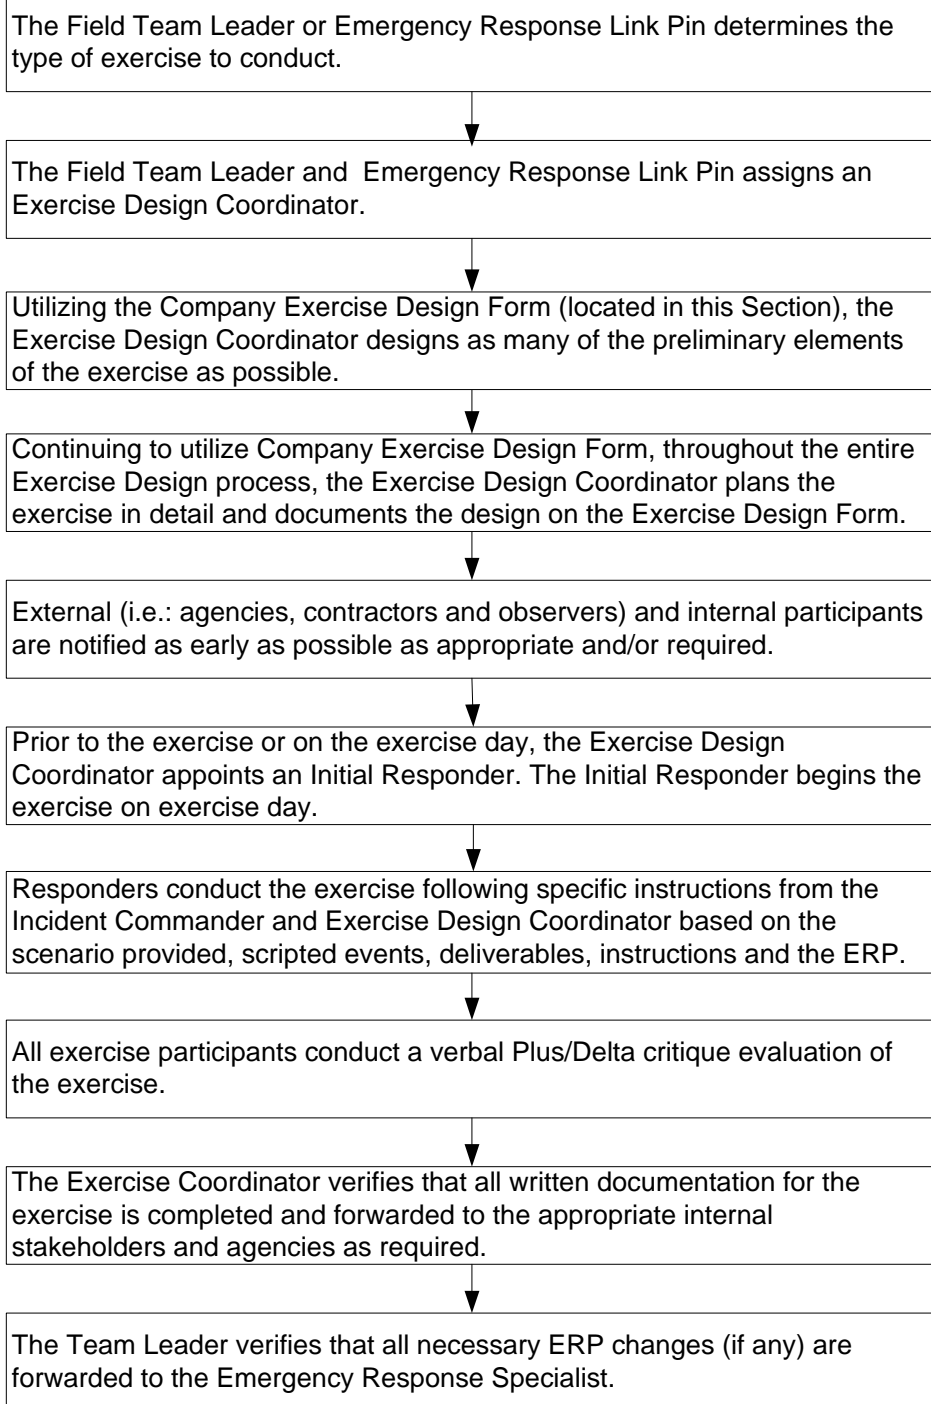 The Field Team Leader or Emergency Response Link Pin determines the
type of exercise to conduct.
The Field Team Leader and  Emergency Response Link Pin assigns an
Exercise Design Coordinator.
Utilizing the Company Exercise Design Form (located in this Section), the
Exercise Design Coordinator designs as many of the preliminary elements
of the exercise as possible.
Continuing to utilize Company Exercise Design Form, throughout the entire
Exercise Design process, the Exercise Design Coordinator plans the
exercise in detail and documents the design on the Exercise Design Form.
External (i.e.: agencies, contractors and observers) and internal participants
are notified as early as possible as appropriate and/or required.
Prior to the exercise or on the exercise day, the Exercise Design
Coordinator appoints an Initial Responder. The Initial Responder begins the
exercise on exercise day.
Responders conduct the exercise following specific instructions from the
Incident Commander and Exercise Design Coordinator based on the
scenario provided, scripted events, deliverables, instructions and the ERP.
All exercise participants conduct a verbal Plus/Delta critique evaluation of
the exercise.
The Exercise Coordinator verifies that all written documentation for the
exercise is completed and forwarded to the appropriate internal
stakeholders and agencies as required.
The Team Leader verifies that all necessary ERP changes (if any) are
forwarded to the Emergency Response Specialist.